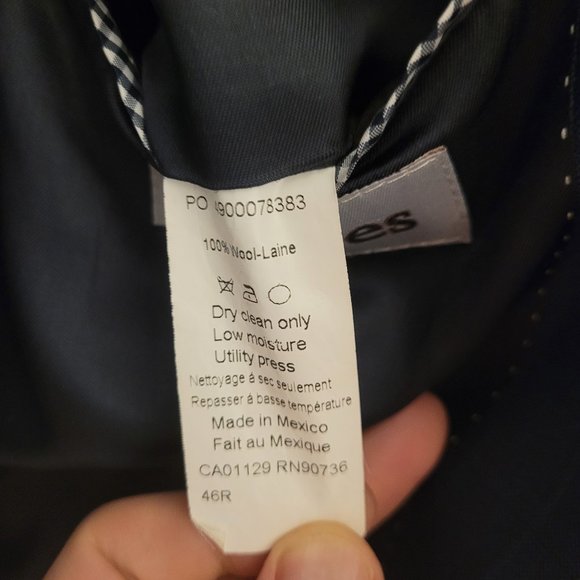 PO 4900078383
es
100% Wool-Laine
Dry clean only
Low moisture
Utility press
Nettoyage á sec seulement
Repasser á basse température
Made in Mexico
Fait au Mexique
CA01129 RN90736
46R